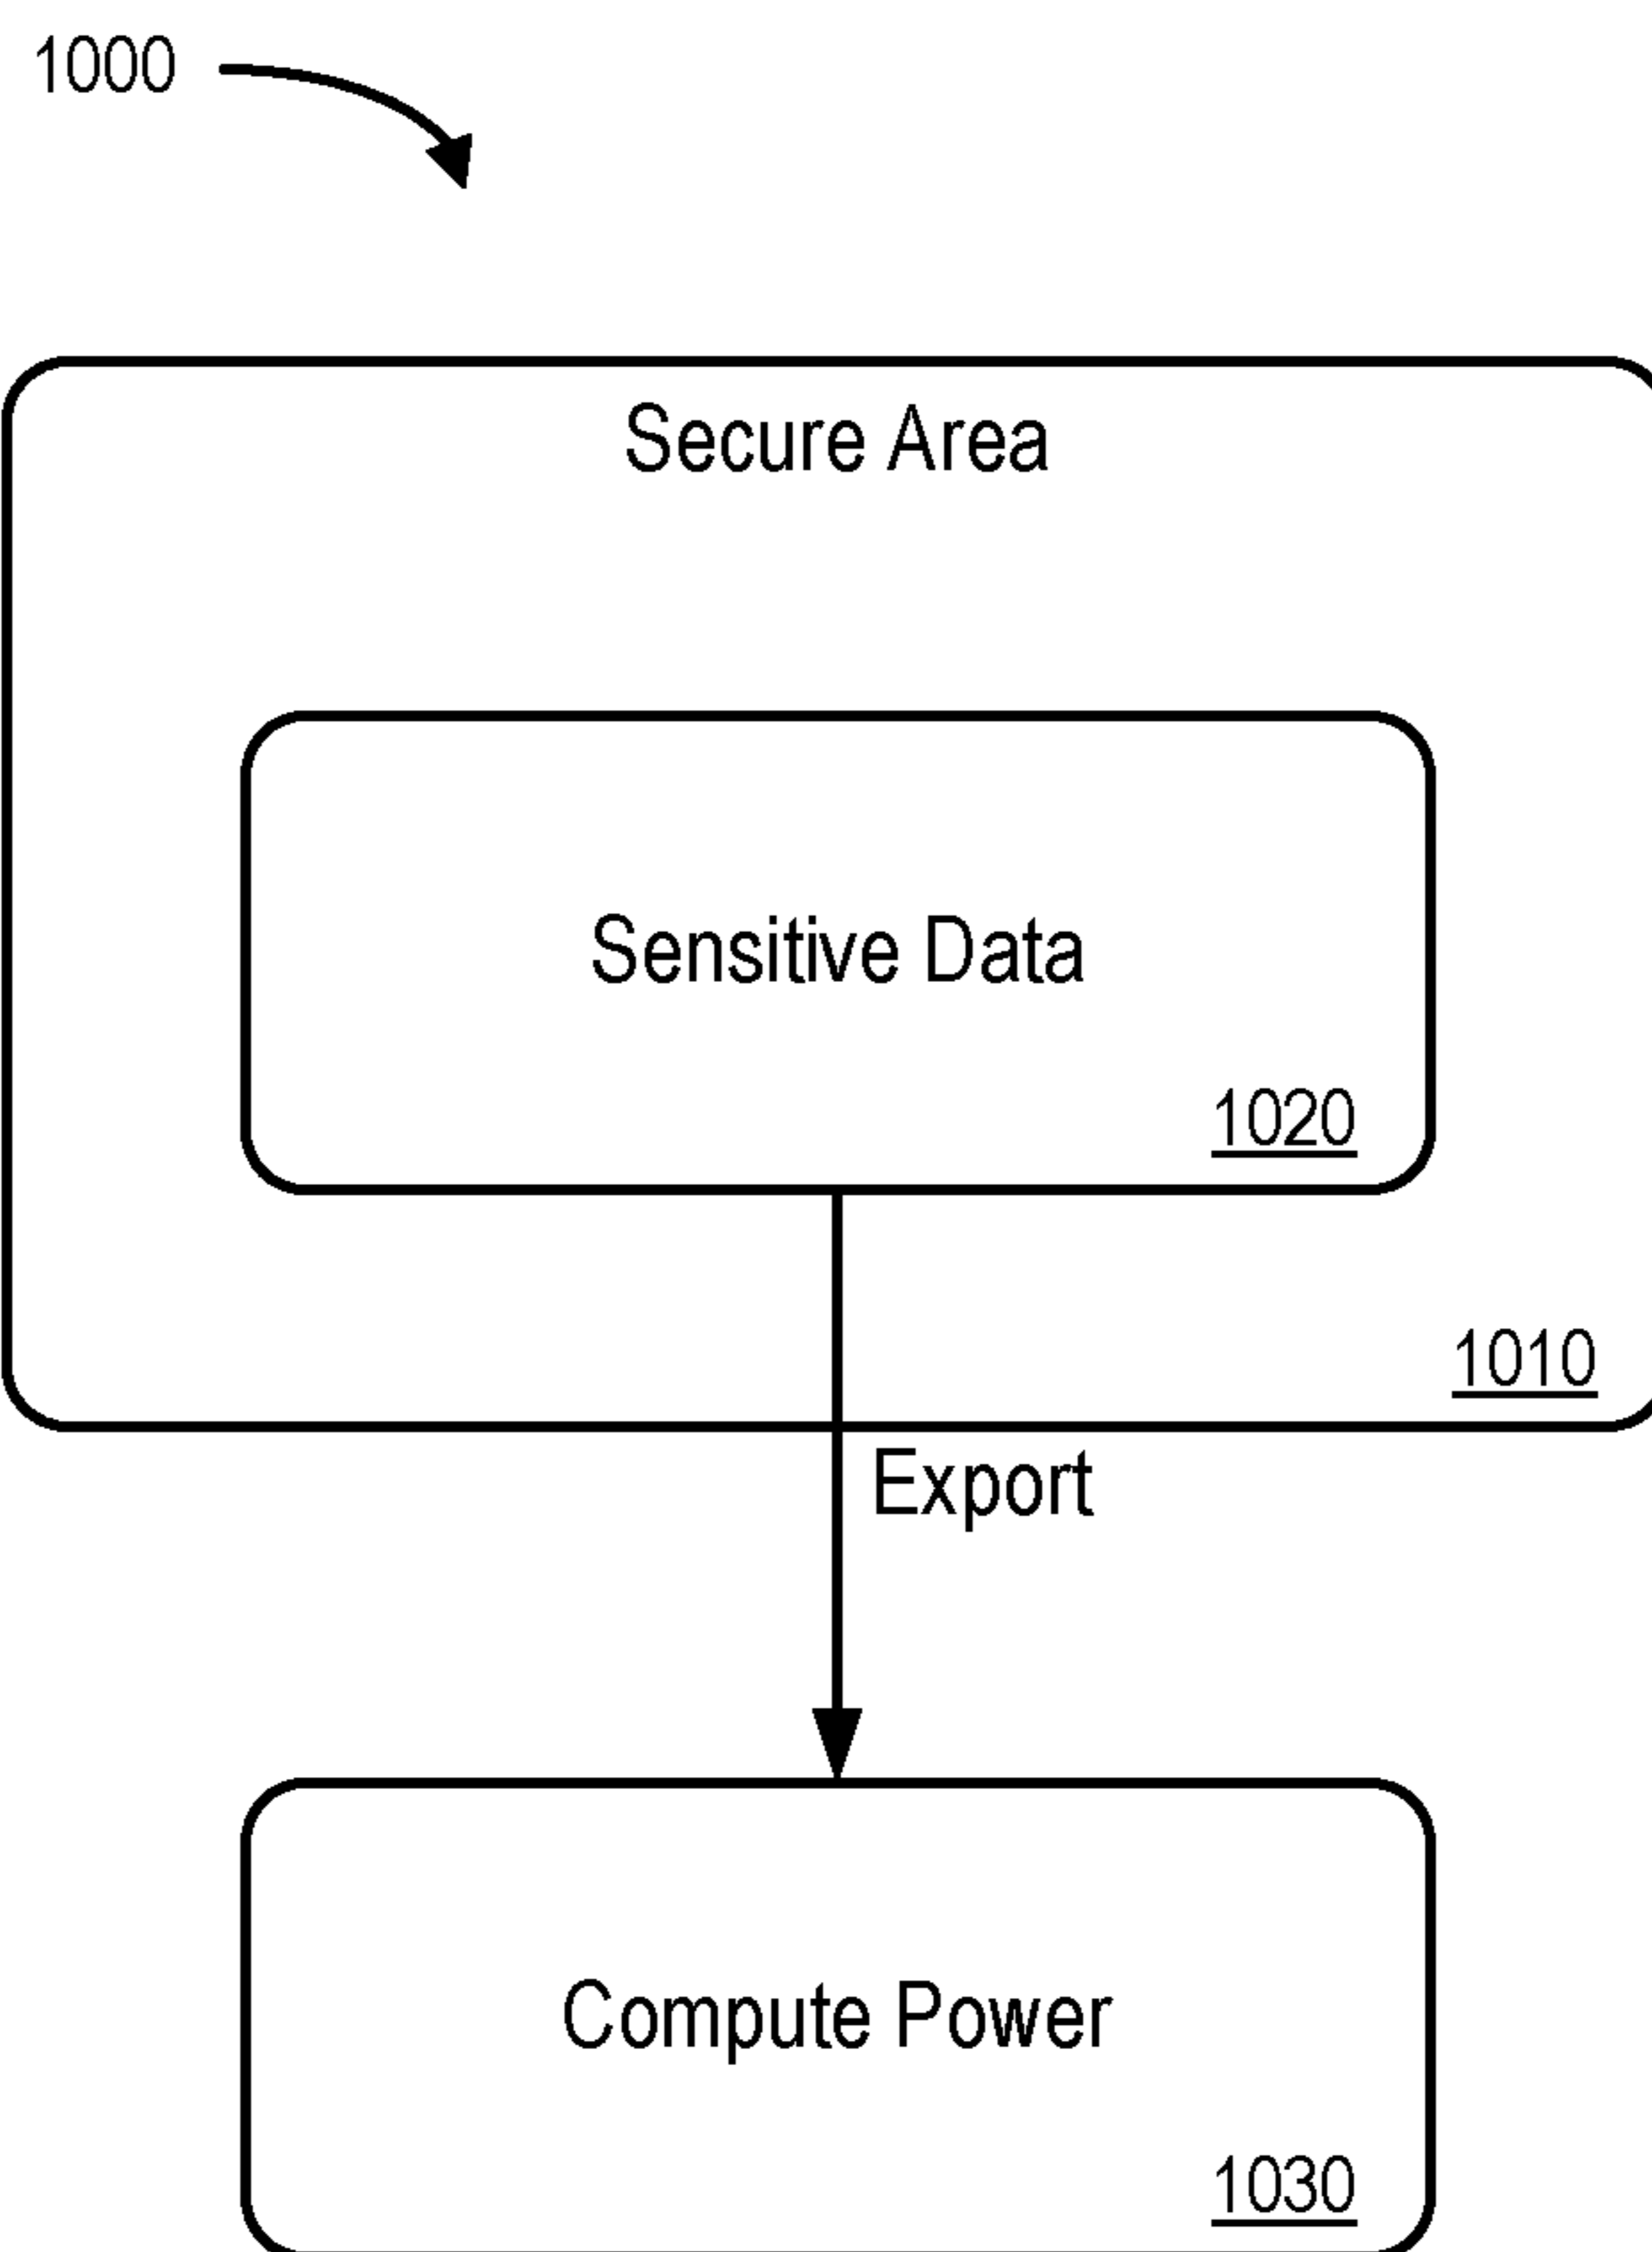 1000
Secure Area
Sensitive Data
1020
1010
Export
Compute Power
1030